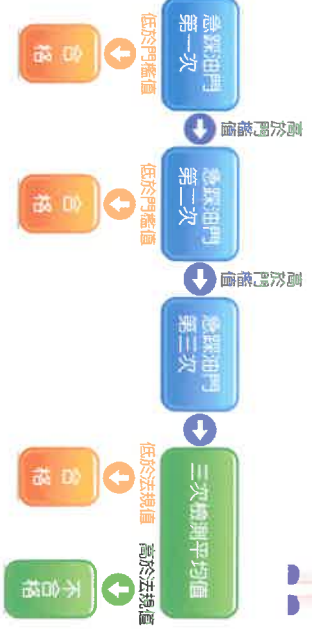 急踩油門
第一次
低於門檻值
合格
高於門檻值
急踩油門
第二次
低於門檻值
合格
高於門檻值
急踩油門
第三次
三次檢測平均值
低於法規值
合格
高於法規值
不合格